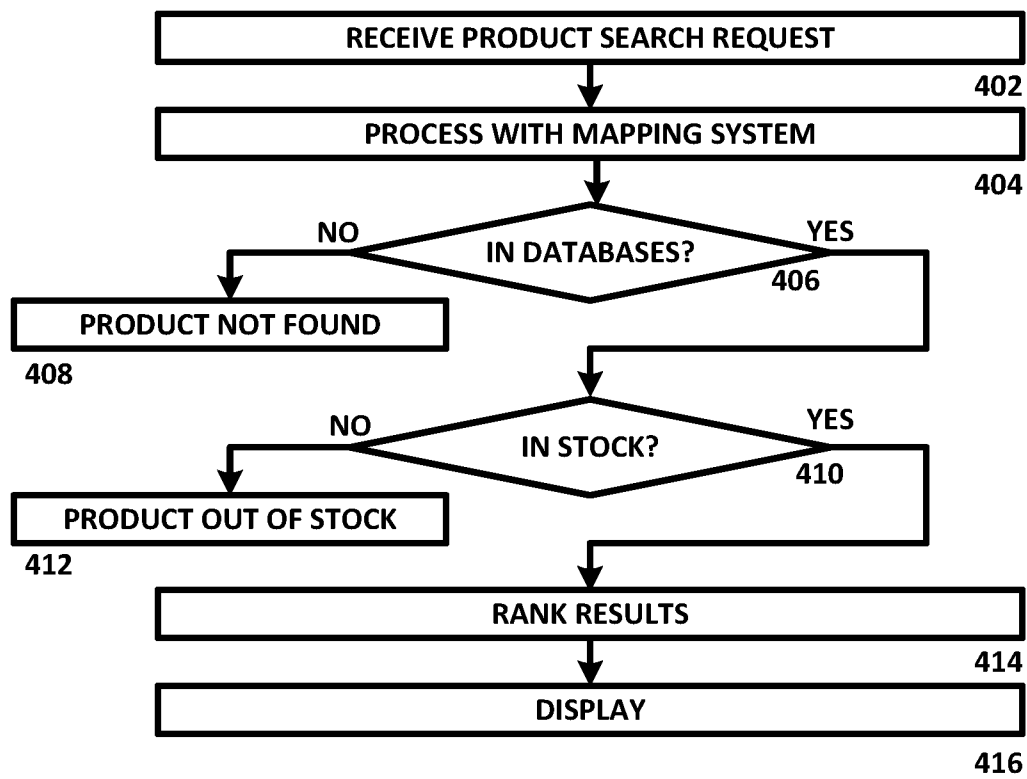 RECEIVE PRODUCT SEARCH REQUEST
402
PROCESS WITH MAPPING SYSTEM
404
NO
YES
IN DATABASES?
406
PRODUCT NOT FOUND
408
NO
YES
IN STOCK?
410
PRODUCT OUT OF STOCK
412
RANK RESULTS
414
DISPLAY
416